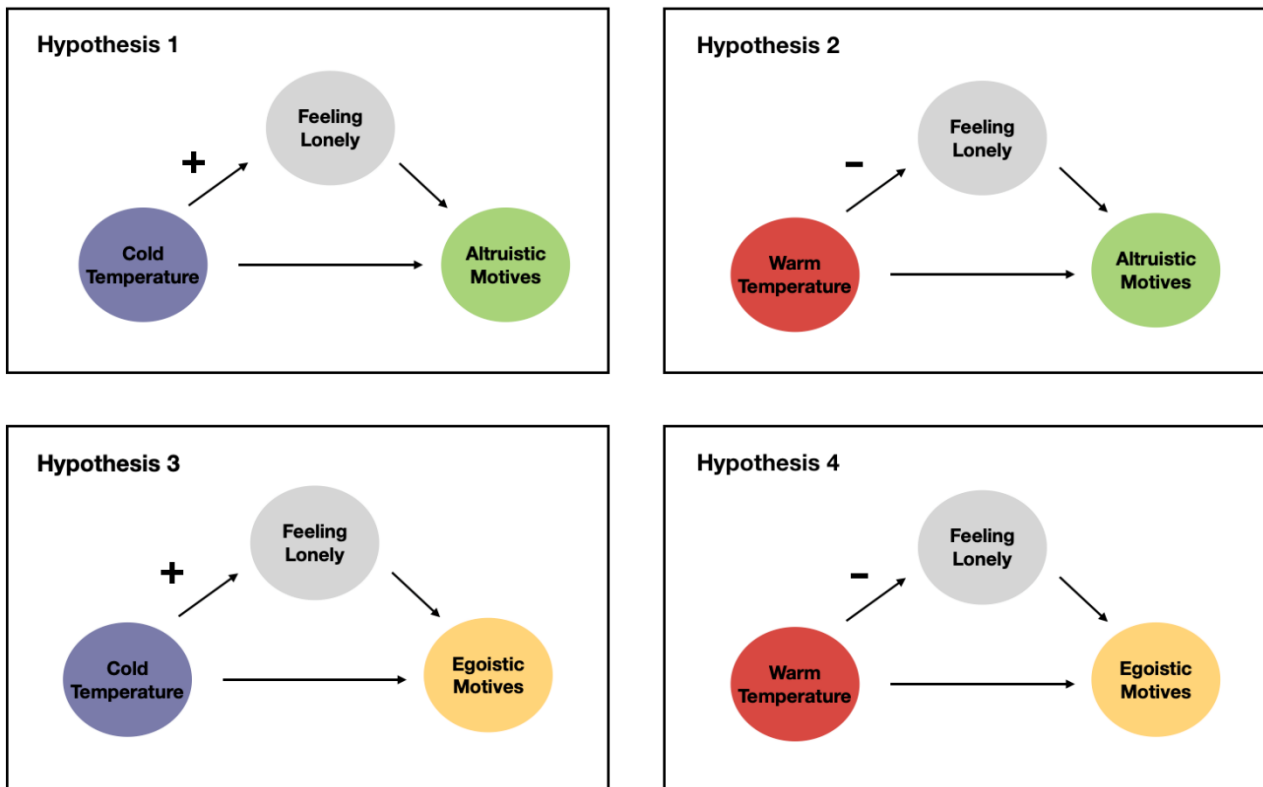 Hypothesis 1
Feeling
Lonely
+
Cold
Temperature
Altruistic
Motives
Hypothesis 2
Feeling
Lonely
-
Warm
Temperature
Altruistic
Motives
Hypothesis 3
Feeling
Lonely
+
Cold
Temperature
Egoistic
Motives
Hypothesis 4
Feeling
Lonely
-
Warm
Temperature
Egoistic
Motives